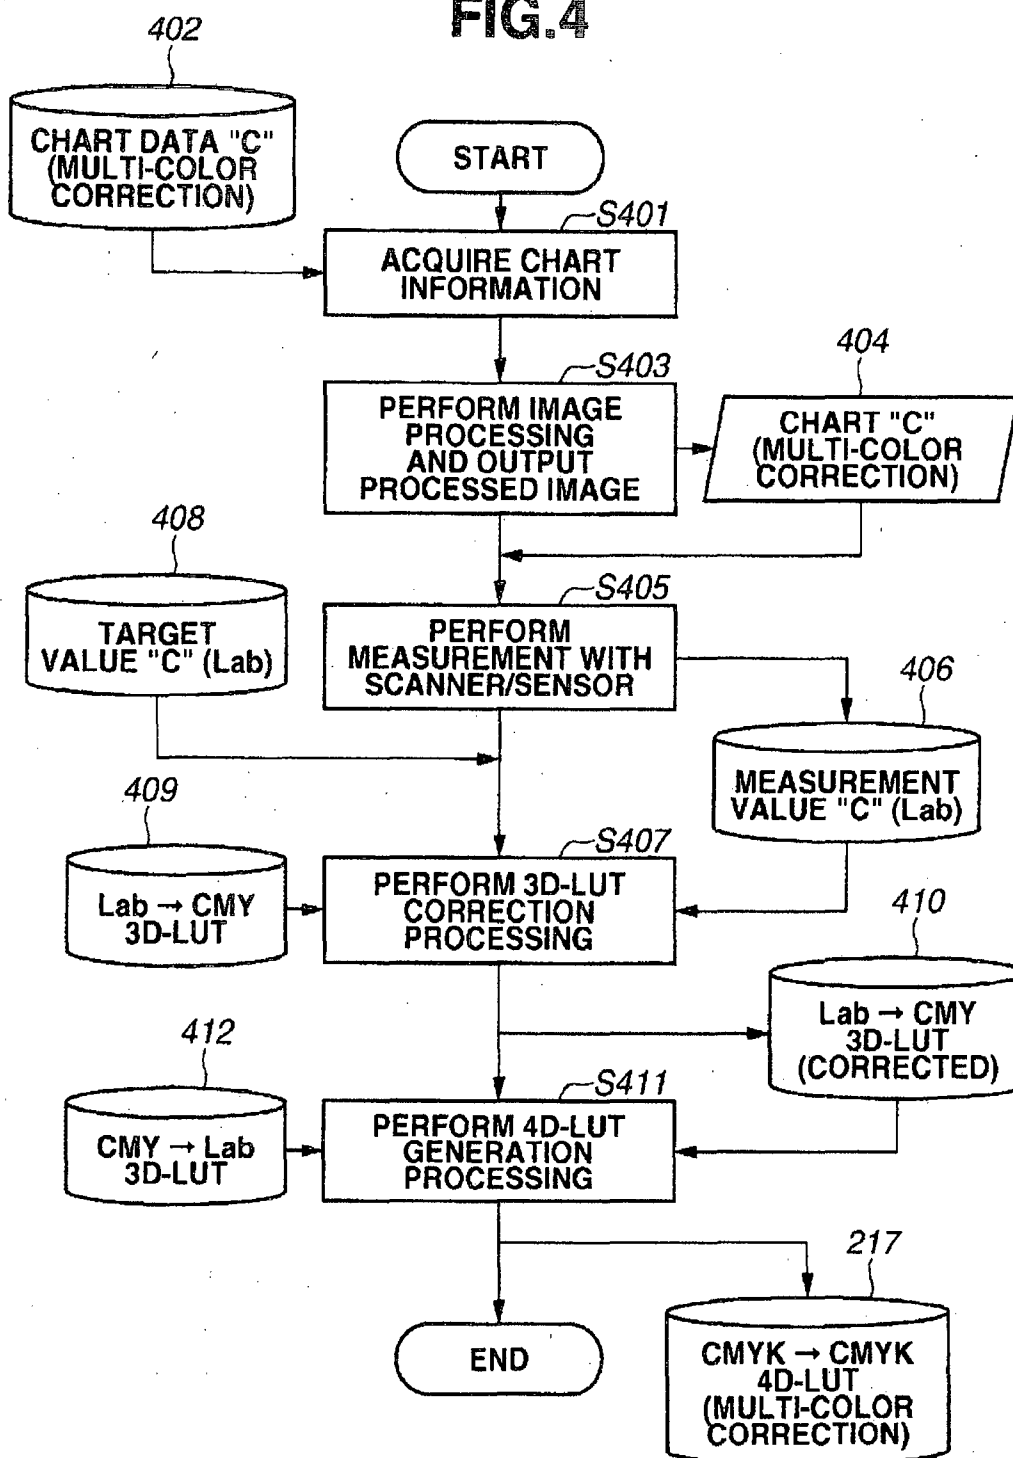 FIG.4
402
CHART DATA "C"
(MULTI-COLOR
CORRECTION)
START
S401
ACQUIRE CHART
INFORMATION
S403
PERFORM IMAGE
PROCESSING
AND OUTPUT
PROCESSED IMAGE
404
CHART "C"
(MULTI-COLOR
CORRECTION)
408
TARGET
VALUE "C" (Lab)
S405
PERFORM
MEASUREMENT WITH
SCANNER/SENSOR
406
MEASUREMENT
VALUE "C" (Lab)
409
Lab → CMY
3D-LUT
S407
PERFORM 3D-LUT
CORRECTION
PROCESSING
410
Lab → CMY
3D-LUT
(CORRECTED)
412
CMY → Lab
3D-LUT
S411
PERFORM 4D-LUT
GENERATION
PROCESSING
217
CMYK → CMYK
4D-LUT
(MULTI-COLOR
CORRECTION)
END